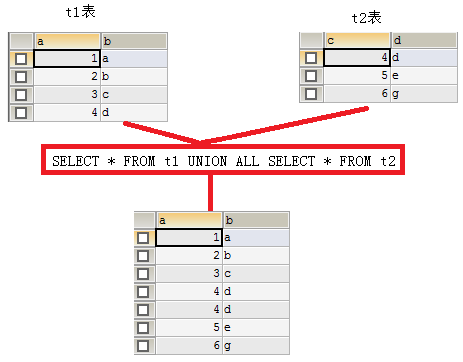 t1表 t2表
a b
1 a
2 b
3 c
4 d
c d
4 d
5 e
6 g
SELECT * FROM t1 UNION ALL SELECT * FROM t2
a b
1 a
2 b
3 c
4 d
4 d
5 e
6 g